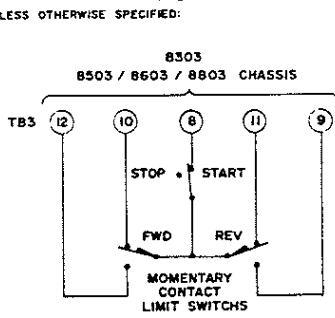 LESS OTHERWISE SPECIFIED:
8303
8503 / 8603 / 8803 CHASSIS
TB3 12 10 8 11 9
STOP START
FWD REV
MOMENTARY
CONTACT
LIMIT SWITCHS